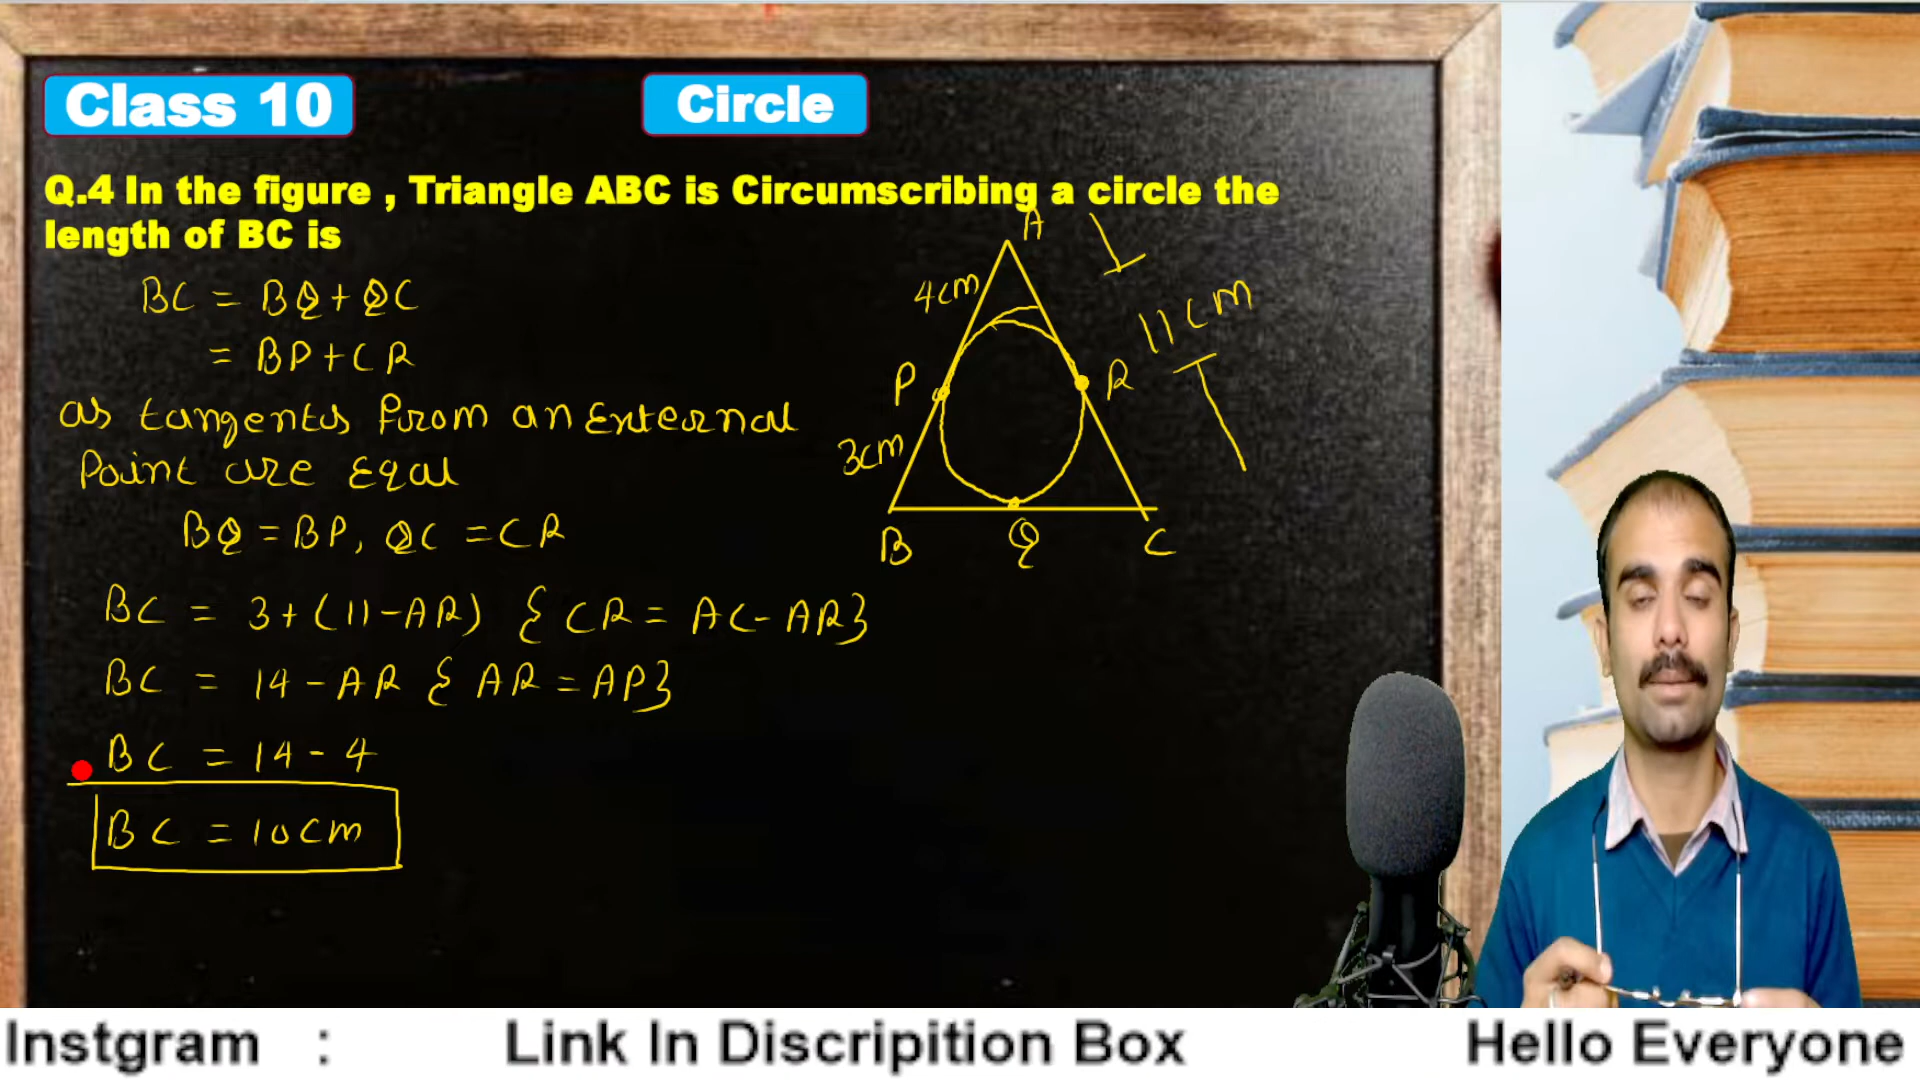 Class 10
Circle
Q.4 In the figure , Triangle ABC is Circumscribing a circle the
length of BC is
BC = BQ + QC
= BP + CR
as tangents from an External
Point are Equal
BQ = BP, QC = CR
BC = 3 + (11 - AR) { CR = AC - AR}
BC = 14 - AR { AR = AP}
BC = 14 - 4
BC = 10cm
A
4cm
11cm
P
R
3cm
B
Q
C
Instgram :
Link In Discripition Box
Hello Everyone